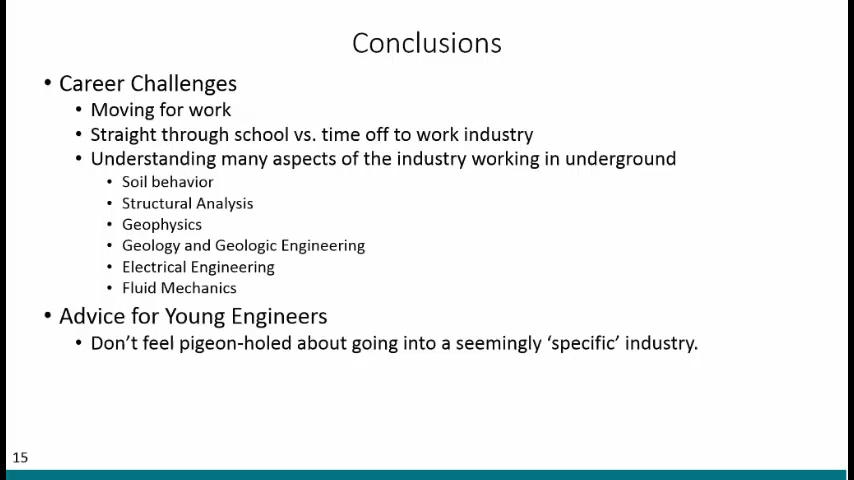 Conclusions
• Career Challenges
• Moving for work
• Straight through school vs. time off to work industry
• Understanding many aspects of the industry working in underground
• Soil behavior
• Structural Analysis
• Geophysics
• Geology and Geologic Engineering
• Electrical Engineering
• Fluid Mechanics
• Advice for Young Engineers
• Don’t feel pigeon-holed about going into a seemingly ‘specific’ industry.
15